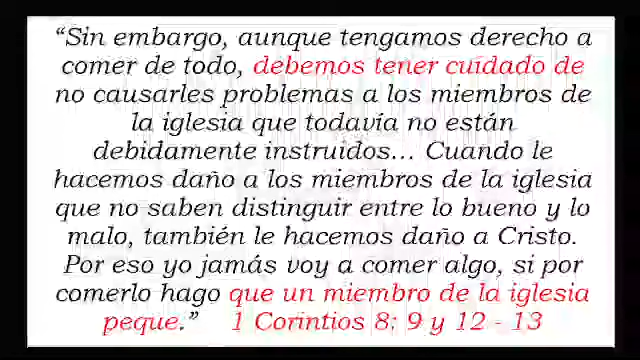 “Sin embargo, aunque tengamos derecho a
comer de todo, debemos tener cuidado de
no causarles problemas a los miembros de
la iglesia que todavía no están
debidamente instruidos... Cuando le
hacemos daño a los miembros de la iglesia
que no saben distinguir entre lo bueno y lo
malo, también le hacemos daño a Cristo.
Por eso yo jamás voy a comer algo, si por
comerlo hago que un miembro de la iglesia
peque.” 1 Corintios 8: 9 y 12 - 13